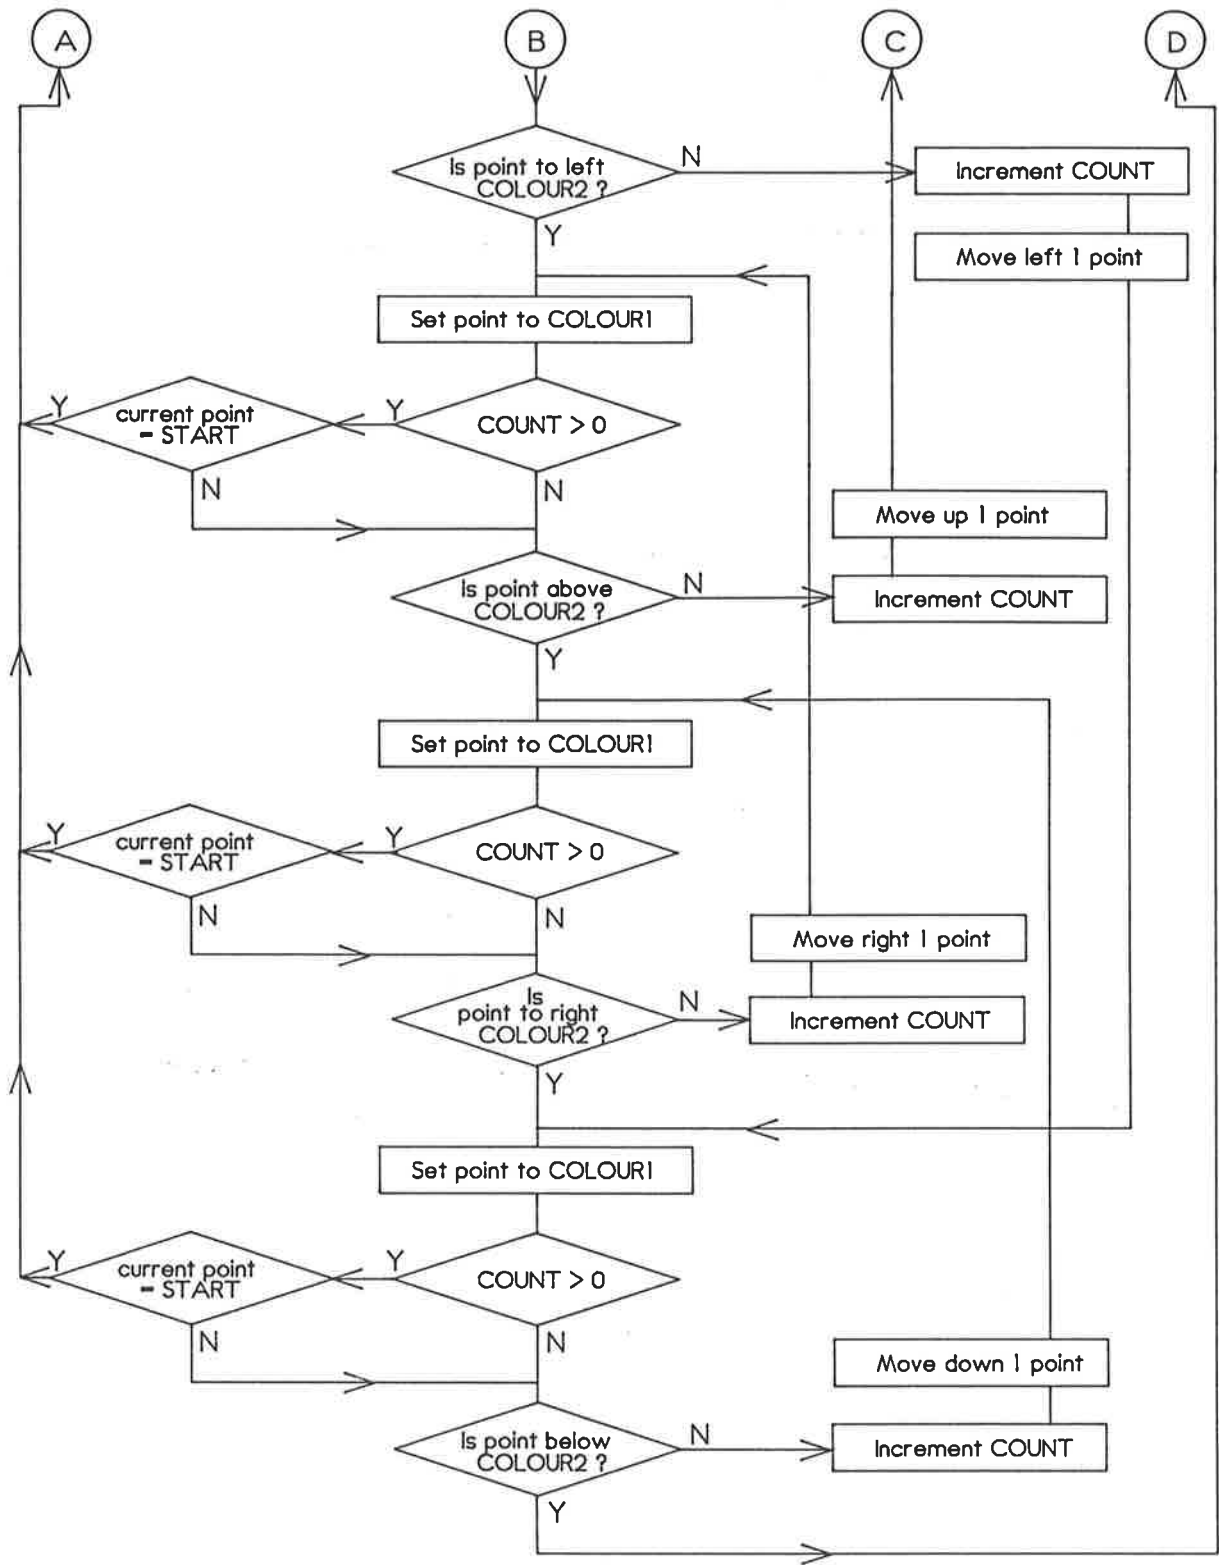 A
B
C
D
Is point to left
COLOUR2 ?
N
Increment COUNT
Y
Move left 1 point
Set point to COLOUR1
Y
current point
= START
Y
COUNT > 0
N
N
Move up 1 point
Is point above
COLOUR2 ?
N
Increment COUNT
Y
Set point to COLOUR1
Y
current point
= START
Y
COUNT > 0
N
N
Move right 1 point
Is
point to right
COLOUR2 ?
N
Increment COUNT
Y
Set point to COLOUR1
Y
current point
= START
Y
COUNT > 0
N
N
Move down 1 point
Is point below
COLOUR2 ?
N
Increment COUNT
Y